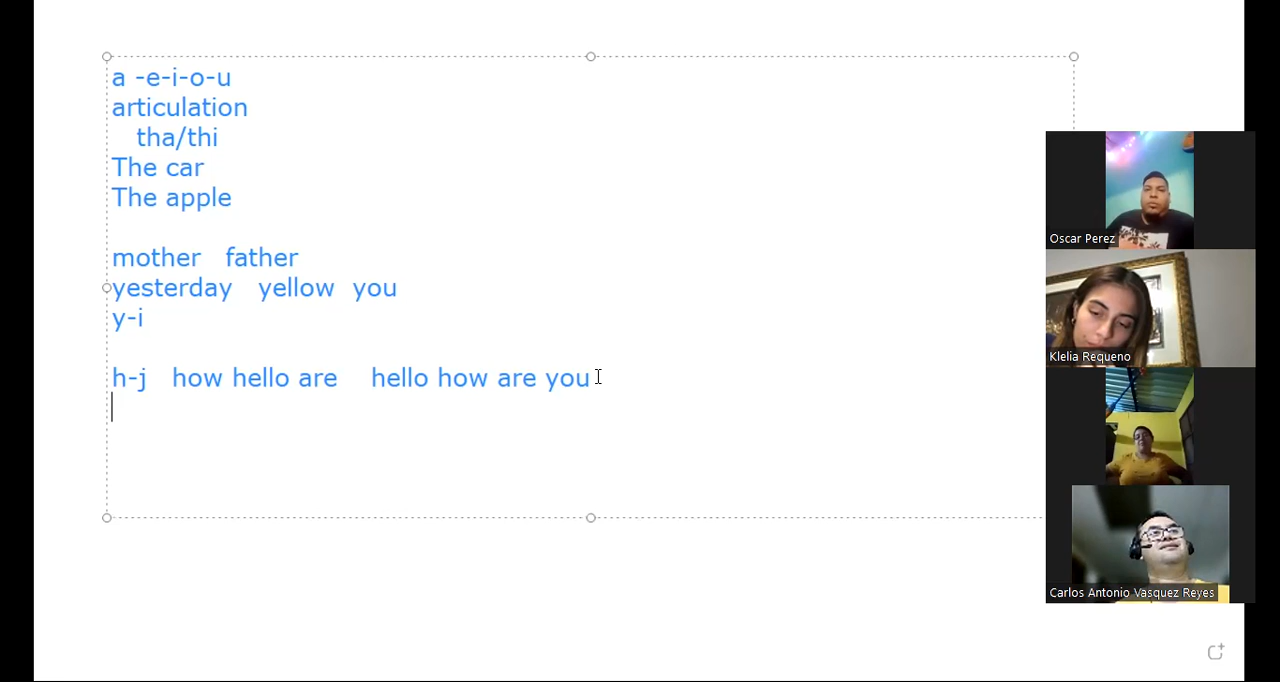 a -e-i-o-u
articulation
tha/thi
The car
The apple
mother father
yesterday yellow you
y-i
h-j how hello are hello how are you
Oscar Perez
Klelia Requeno
Carlos Antonio Vasquez Reyes